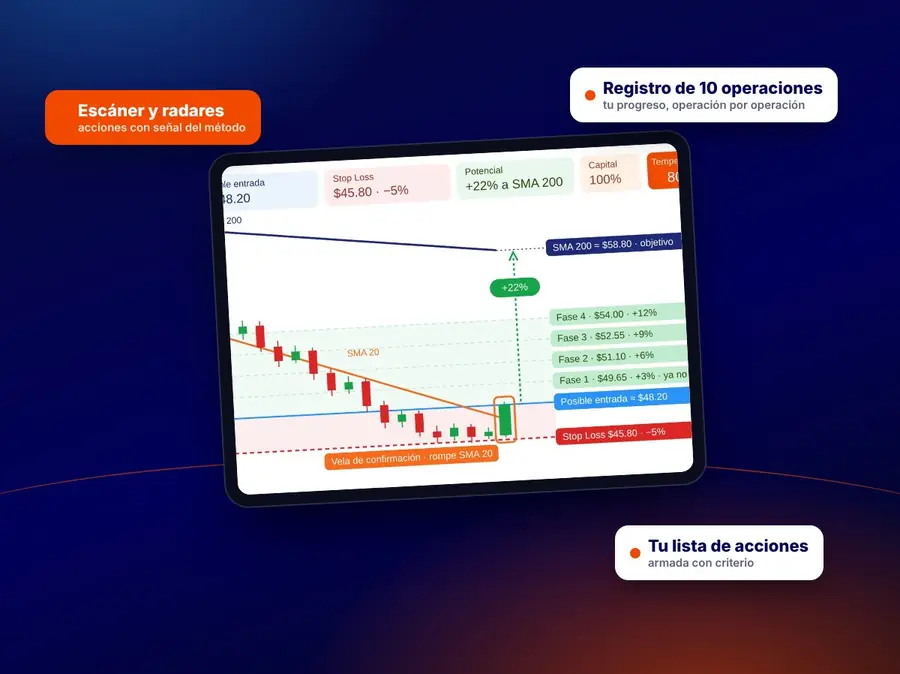 Escáner y radares
acciones con señal del método
Registro de 10 operaciones
tu progreso, operación por operación
ble entrada
48.20
Stop Loss
$45.80 · −5%
Potencial
+22% a SMA 200
Capital
100%
Tempe
80
200
SMA 200 = $58.80 · objetivo
+22%
Fase 4 · $54.00 · +12%
Fase 3 · $52.55 · +9%
Fase 2 · $51.10 · +6%
Fase 1 · $49.65 · +3% · ya no
SMA 20
Posible entrada = $48.20
Stop Loss $45.80 · −5%
Vela de confirmación · rompe SMA 20
Tu lista de acciones
armada con criterio